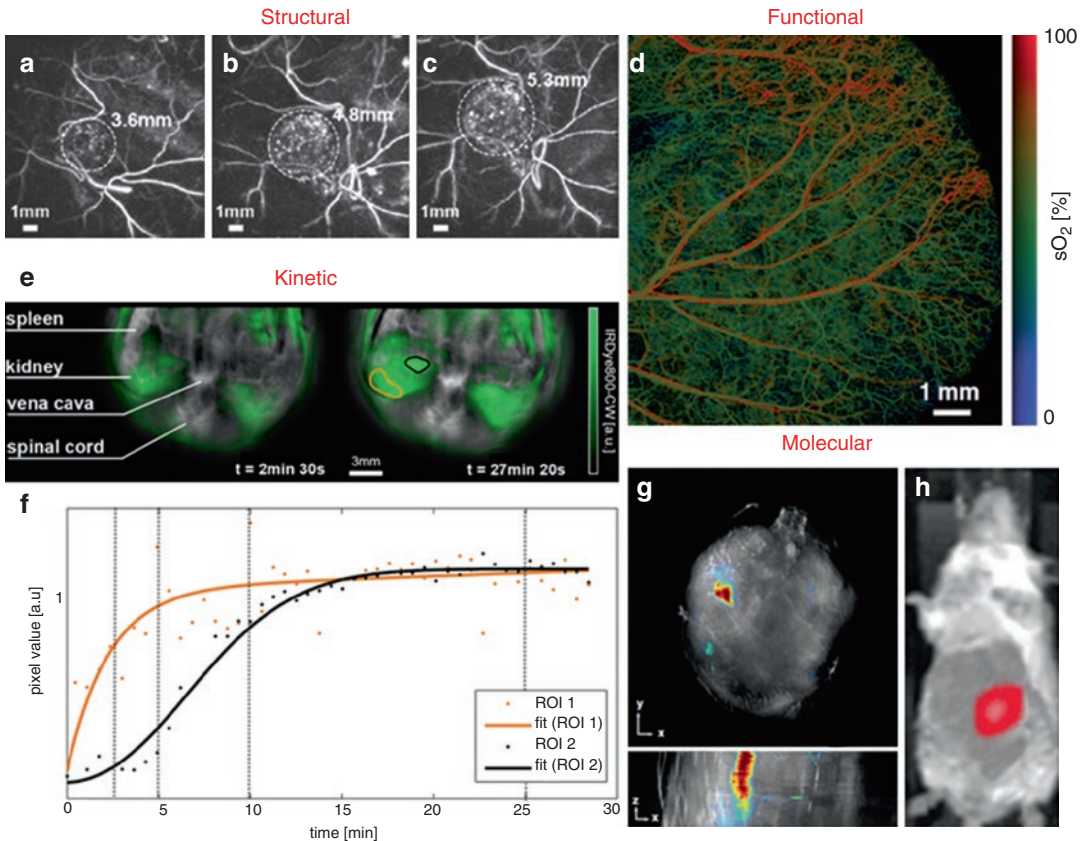 Structural
Functional
a
3.6mm
1mm
b
4.8mm
1mm
c
5.3mm
1mm
d
1 mm
100
sO₂ [%]
0
e
Kinetic
spleen
kidney
vena cava
spinal cord
t = 2min 30s
3mm
t = 27min 20s
IRDye800-CW [a.u.]
f
pixel value [a.u]
1
0
5
10
15
20
25
30
time [min]
ROI 1
fit (ROI 1)
ROI 2
fit (ROI 2)
Molecular
g
y
x
z
x
h